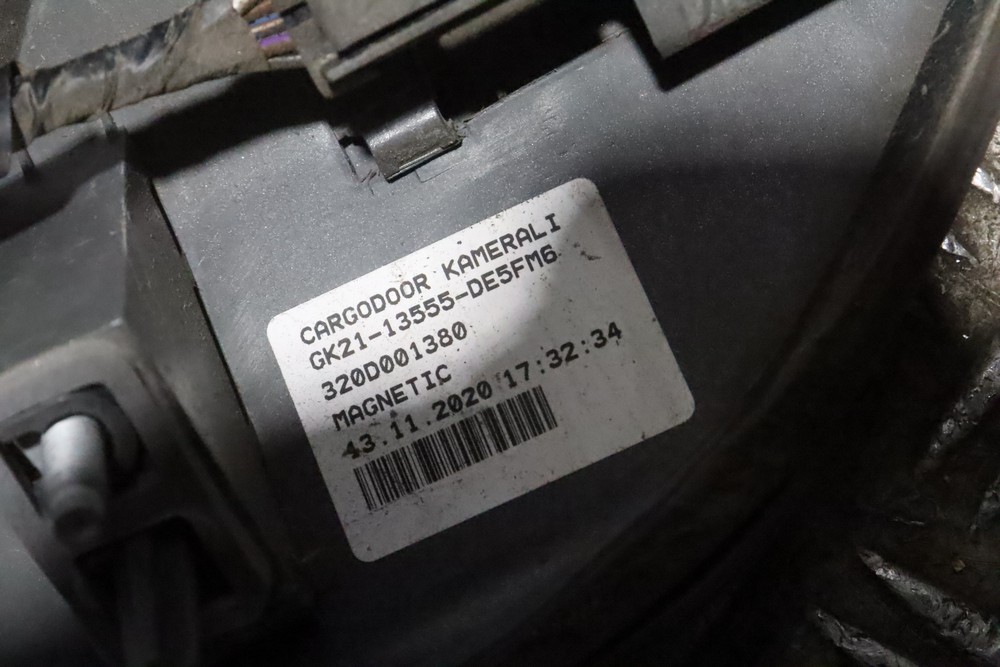 CARGODOOR KAMERALI
GK21-13555-DE5FM6
320D001380
MAGNETIC
43.11.2020 17:32:34